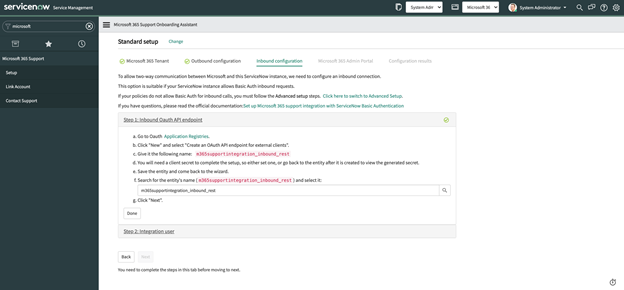 servicenow Service Management
System Adm
Microsoft 36
System Administrator
microsoft
Microsoft 365 Support
Setup
Link Account
Contact Support
Microsoft 365 Support Onboarding Assistant
Standard setup Change
Microsoft 365 Tenant Outbound configuration Inbound configuration Microsoft 365 Admin Portal Configuration results
To allow two-way communication between Microsoft and this ServiceNow instance, we need to configure an inbound connection.
This option is suitable if your ServiceNow instance allows Basic Auth inbound requests.
If your policies do not allow Basic Auth for inbound calls, you must follow the Advanced setup steps. Click here to switch to Advanced Setup.
If you have questions, please read the official documentation Set up Microsoft 365 support integration with ServiceNow Basic Authentication
Step 1: Inbound Oauth API endpoint
a. Go to Oauth Application Registries.
b. Click "New" and select "Create an OAuth API endpoint for external clients".
c. Give it the following name: m365supportintegration_inbound_rest
d. You will need a client secret to complete the setup, so either set one, or go back to the entity after it is created to view the generated secret.
e. Save the entity and come back to the wizard.
f. Search for the entity's name (m365supportintegration_inbound_rest) and select it:
m365supportintegration_inbound_rest
g. Click "Next".
Done
Step 2: Integration user
Back Next
You need to complete the steps in this tab before moving to next.